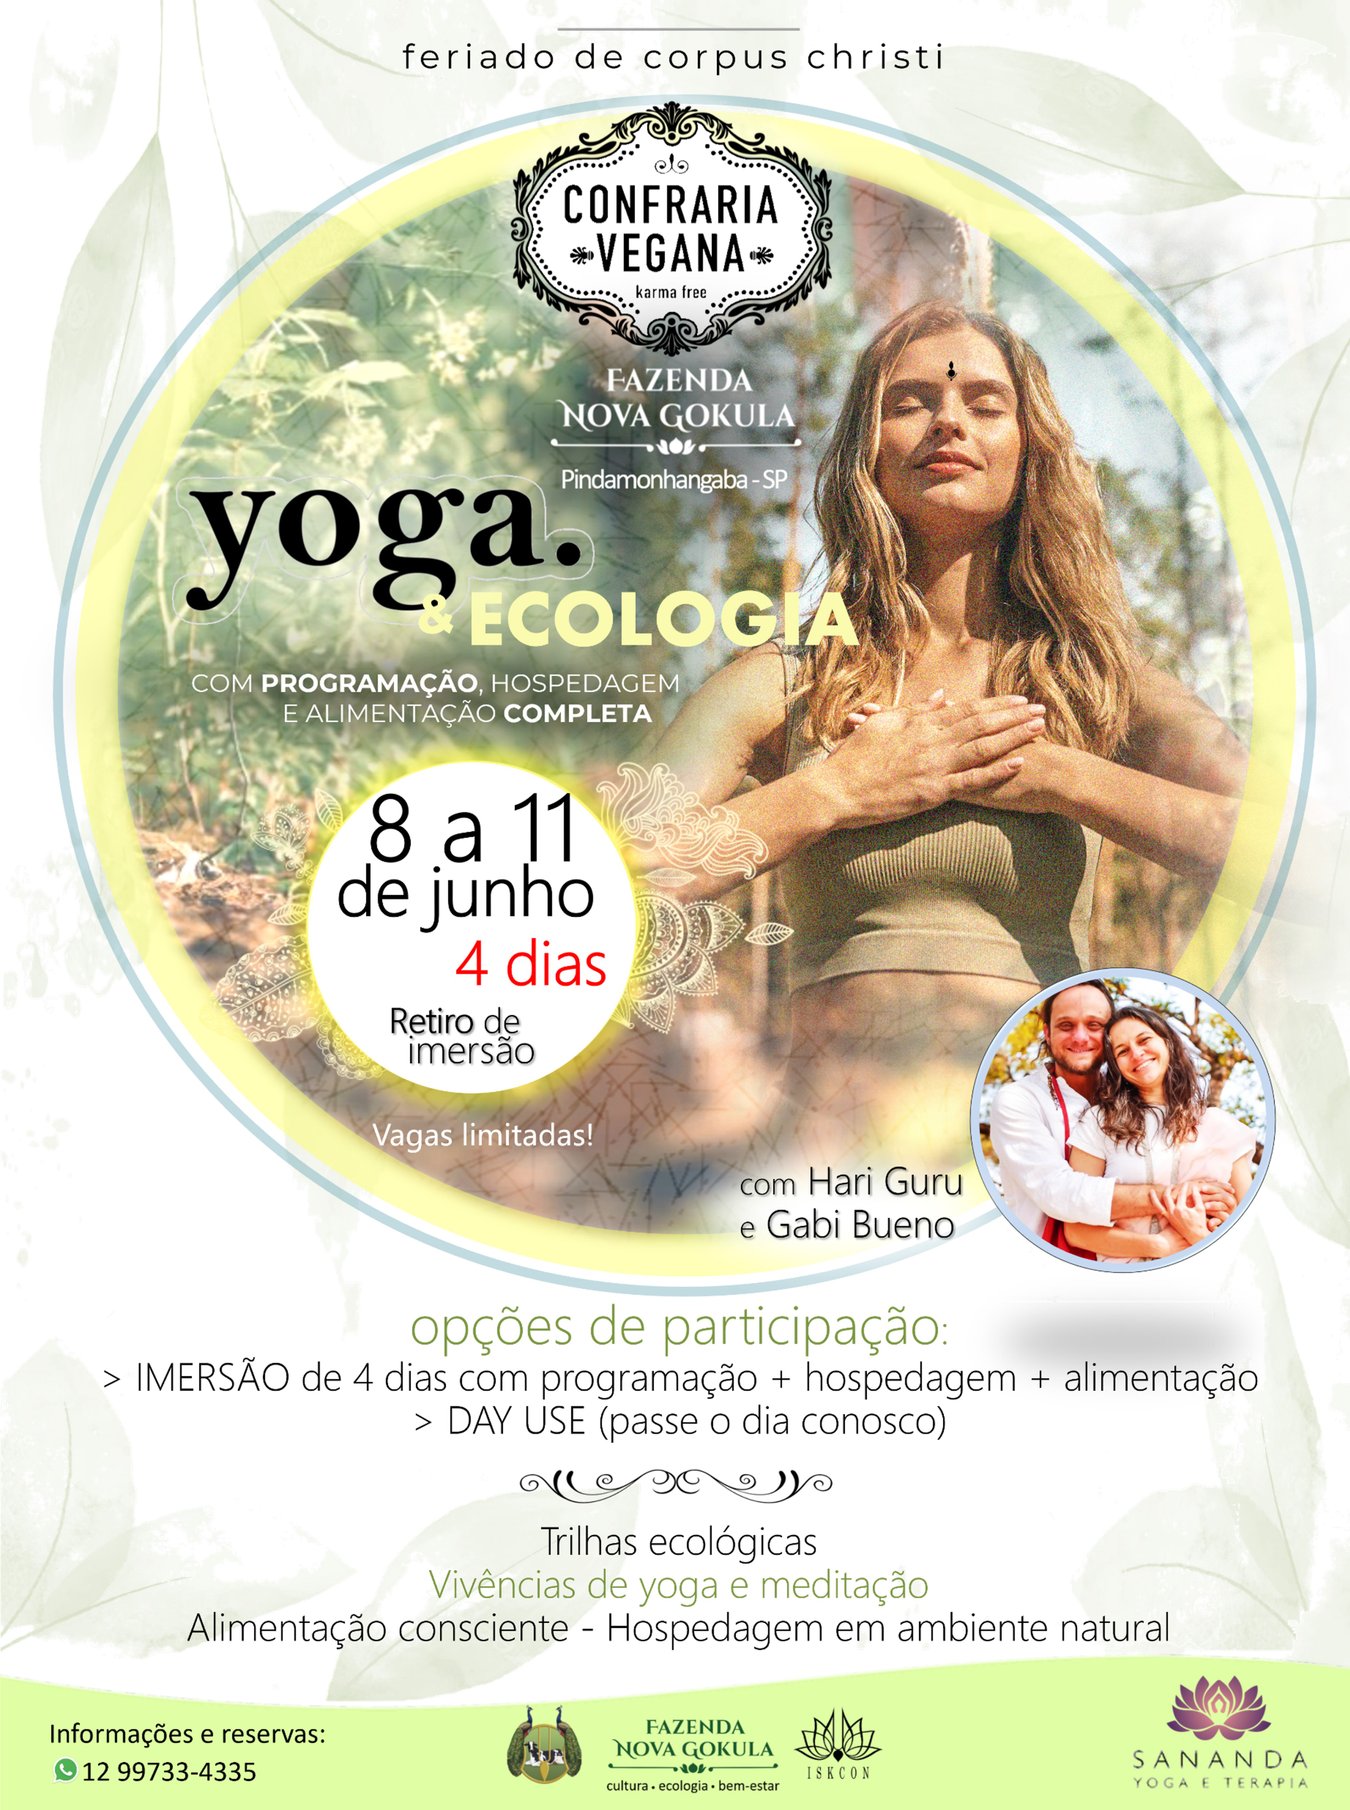 feriado de corpus christi
CONFRARIA
VEGANA
karma free
FAZENDA
NOVA GOKULA
Pindamonhangaba - SP
yoga.
& ECOLOGIA
COM PROGRAMAÇÃO, HOSPEDAGEM
E ALIMENTAÇÃO COMPLETA
8 a 11
de junho
4 dias
Retiro de
imersão
Vagas limitadas!
com Hari Guru
e Gabi Bueno
opções de participação:
> IMERSÃO de 4 dias com programação + hospedagem + alimentação
> DAY USE (passe o dia conosco)
Trilhas ecológicas
Vivências de yoga e meditação
Alimentação consciente - Hospedagem em ambiente natural
Informações e reservas:
12 99733-4335
FAZENDA
NOVA GOKULA
cultura • ecologia • bem-estar
ISKCON
SANANDA
YOGA E TERAPIA